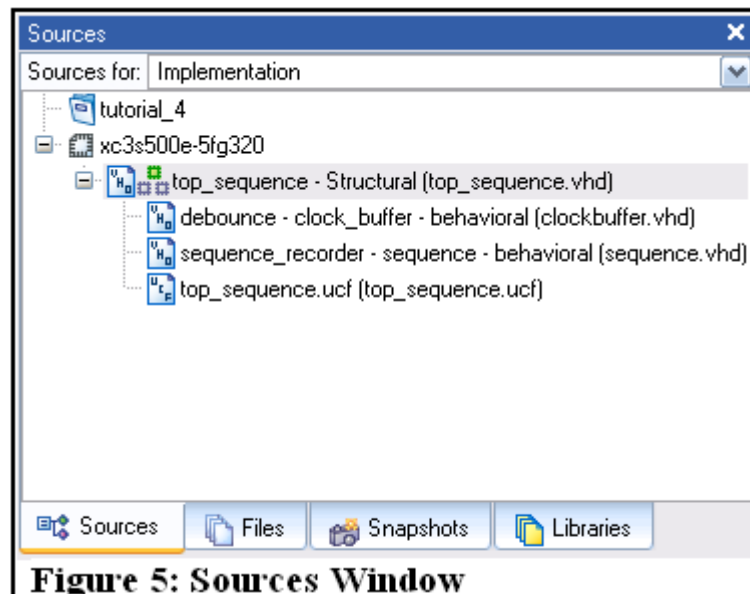 Sources
Sources for: Implementation
tutorial_4
xc3s500e-5fg320
top_sequence - Structural (top_sequence.vhd)
debounce - clock_buffer - behavioral (clockbuffer.vhd)
sequence_recorder - sequence - behavioral (sequence.vhd)
top_sequence.ucf (top_sequence.ucf)
Sources Files Snapshots Libraries
Figure 5: Sources Window